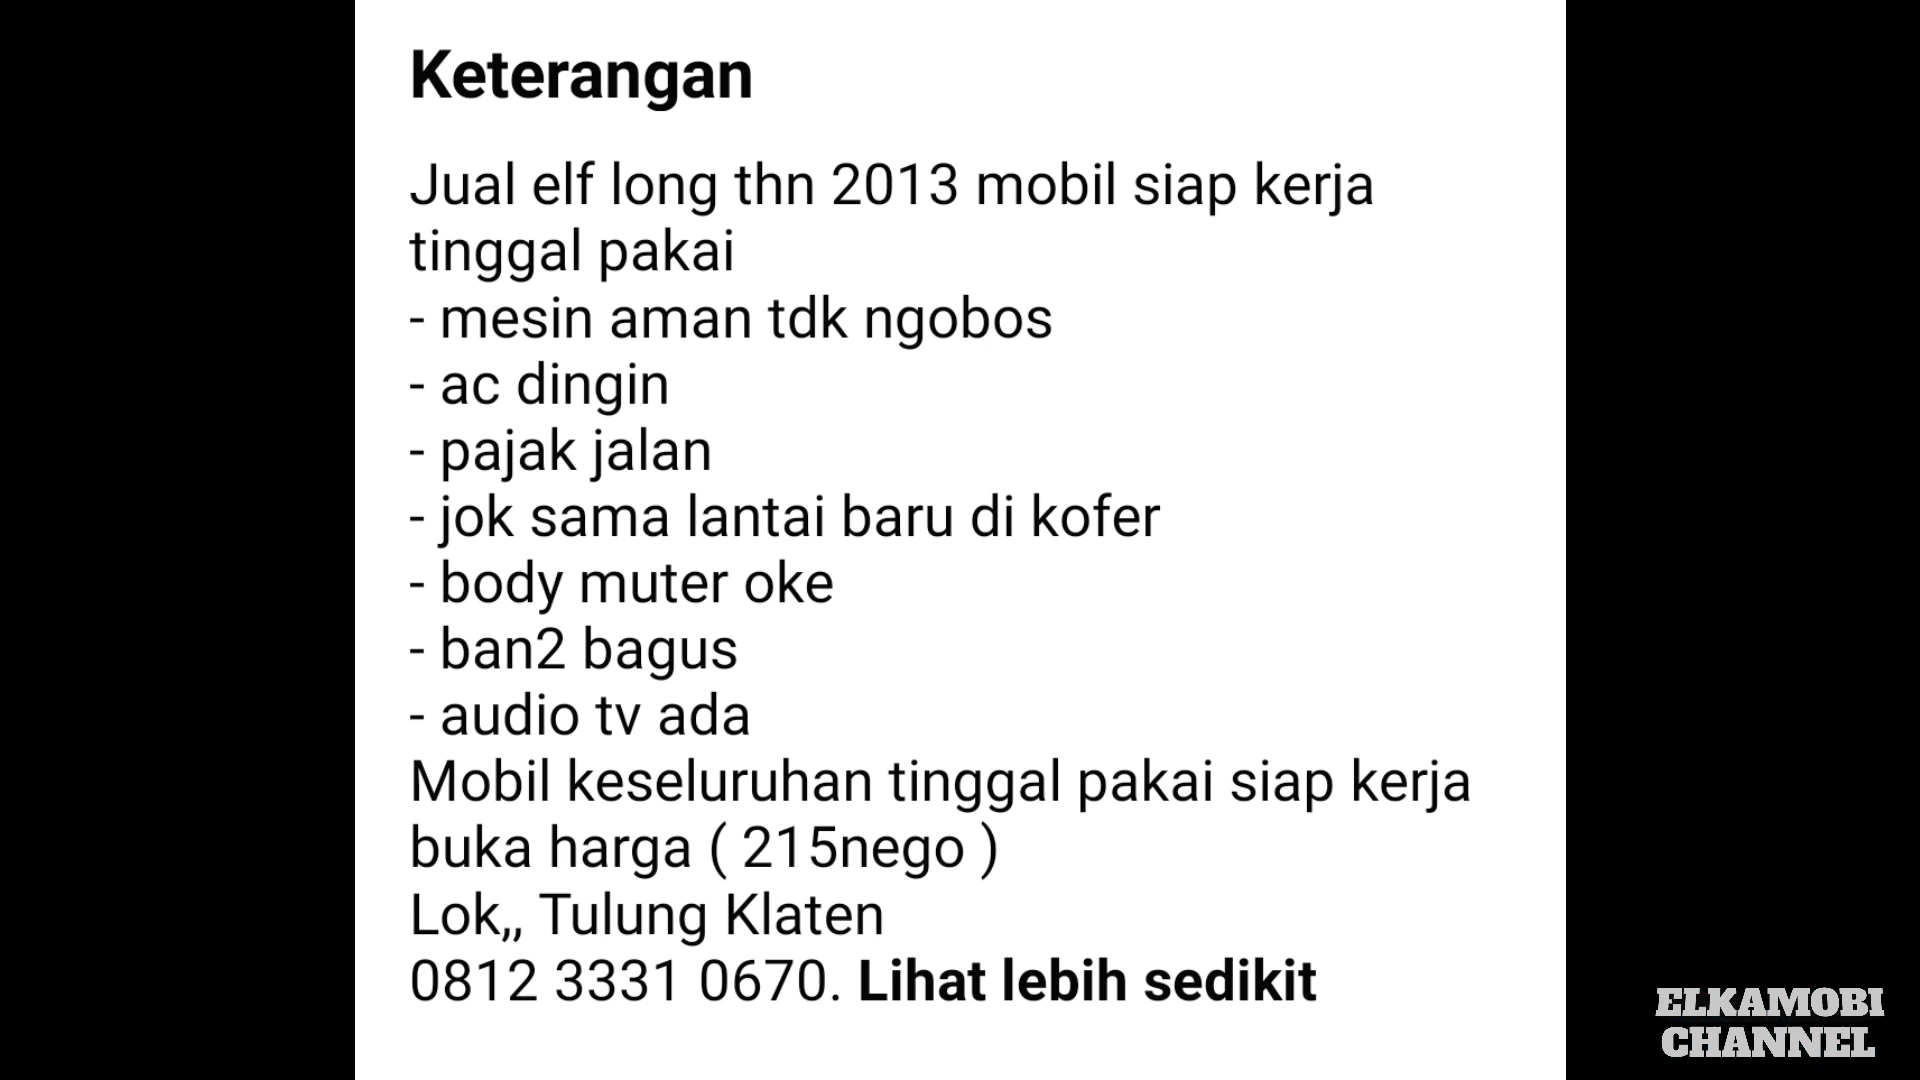 Keterangan
Jual elf long thn 2013 mobil siap kerja
tinggal pakai
- mesin aman tdk ngobos
- ac dingin
- pajak jalan
- jok sama lantai baru di kofer
- body muter oke
- ban2 bagus
- audio tv ada
Mobil keseluruhan tinggal pakai siap kerja
buka harga ( 215nego )
Lok,, Tulung Klaten
0812 3331 0670. Lihat lebih sedikit
ELKAMOBI
CHANNEL